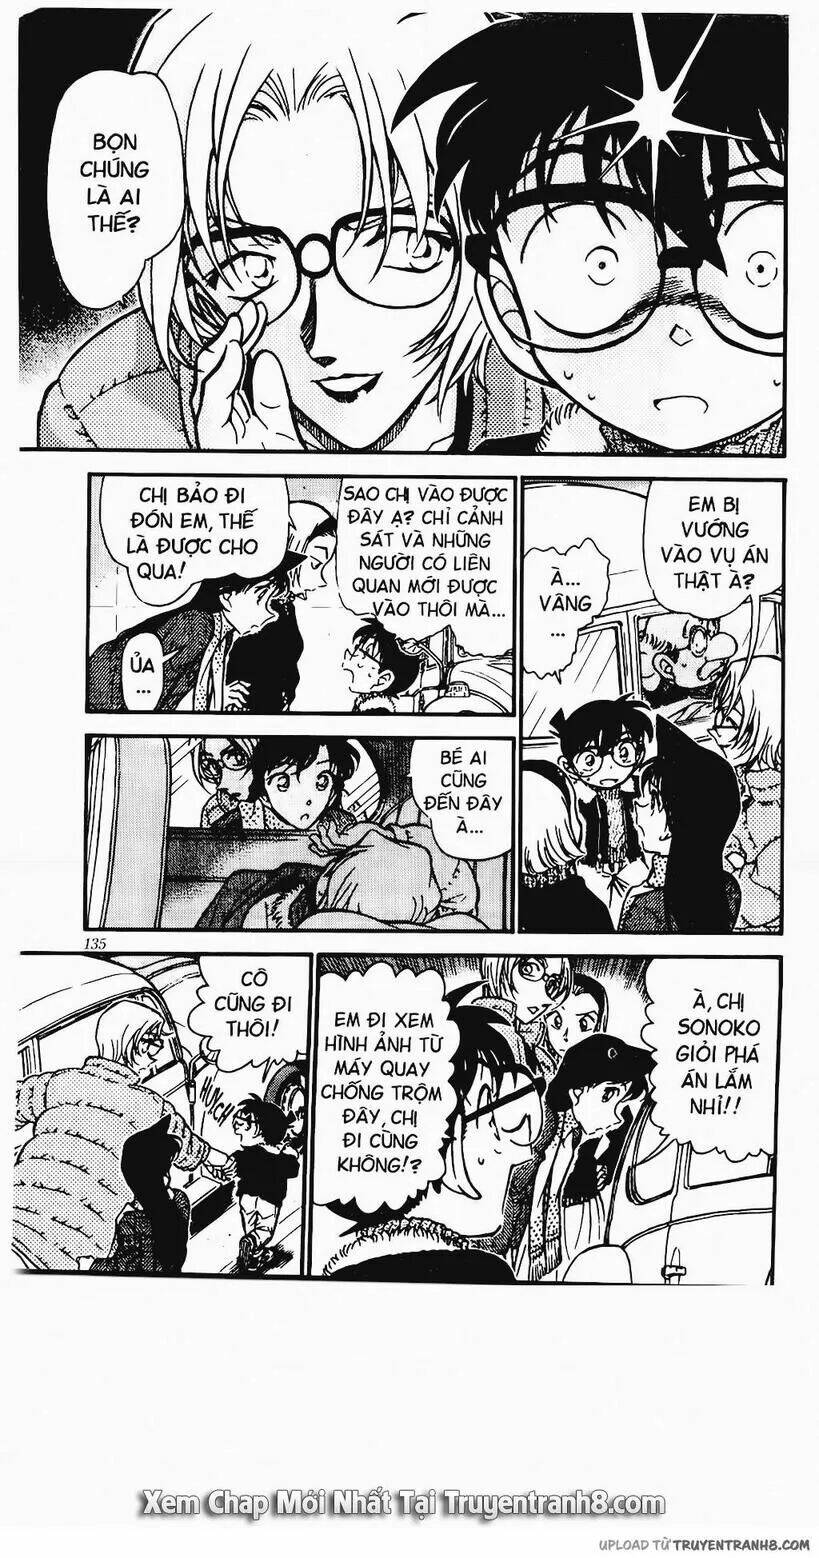 BỌN
CHÚNG
LÀ AI
THẾ?
EM BỊ
VƯỚNG
VÀO VỤ ÁN
THẬT À?
À...
VÂNG
...
SAO CHỊ VÀO ĐƯỢC
ĐÂY Ạ? CHỈ CẢNH
SÁT VÀ NHỮNG
NGƯỜI CÓ LIÊN
QUAN MỚI ĐƯỢC
VÀO THÔI MÀ...
CHỊ BẢO ĐI
ĐÓN EM, THẾ
LÀ ĐƯỢC CHO
QUA!
ỦA
...
BÉ AI
CŨNG
ĐẾN ĐÂY
À...
135
À, CHỊ
SONOKO
GIỎI PHÁ
ÁN LẮM
NHỈ!!
EM ĐI XEM
HÌNH ẢNH TỪ
MÁY QUAY
CHỐNG TRỘM
ĐÂY, CHỊ
ĐI CÙNG
KHÔNG!?
CÔ
CŨNG ĐI
THÔI!
HUỴCH
Xem Chap Mới Nhất Tại Truyentranh8.com
UPLOAD TỪ TRUYENTRANH8.COM